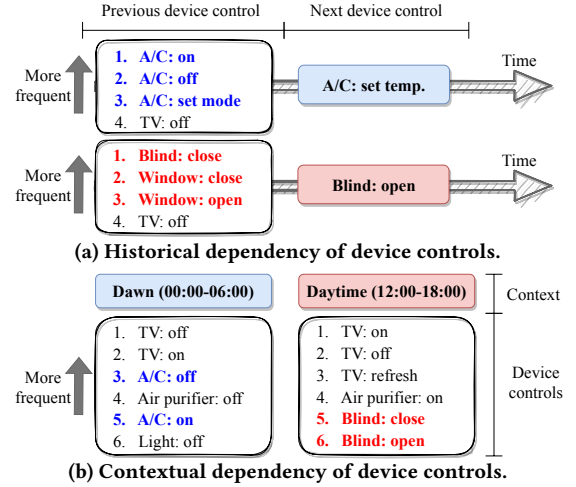 Previous device control
Next device control
More frequent
1. A/C: on
2. A/C: off
3. A/C: set mode
4. TV: off
A/C: set temp.
Time
More frequent
1. Blind: close
2. Window: close
3. Window: open
4. TV: off
Blind: open
Time
(a) Historical dependency of device controls.
Dawn (00:00-06:00)
Daytime (12:00-18:00)
Context
More frequent
1. TV: off
2. TV: on
3. A/C: off
4. Air purifier: off
5. A/C: on
6. Light: off
1. TV: on
2. TV: off
3. TV: refresh
4. Air purifier: on
5. Blind: close
6. Blind: open
Device controls
(b) Contextual dependency of device controls.